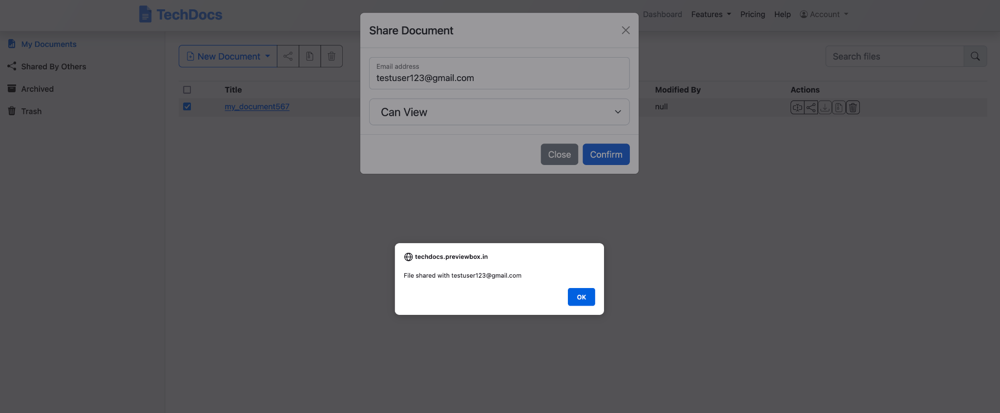 TechDocs
Dashboard
Features
Pricing
Help
Account
My Documents
Shared By Others
Archived
Trash
New Document
Search files
Title
Modified By
Actions
my_document567
null
Share Document
Email address
testuser123@gmail.com
Can View
Close
Confirm
techdocs.previewbox.in
File shared with testuser123@gmail.com
OK